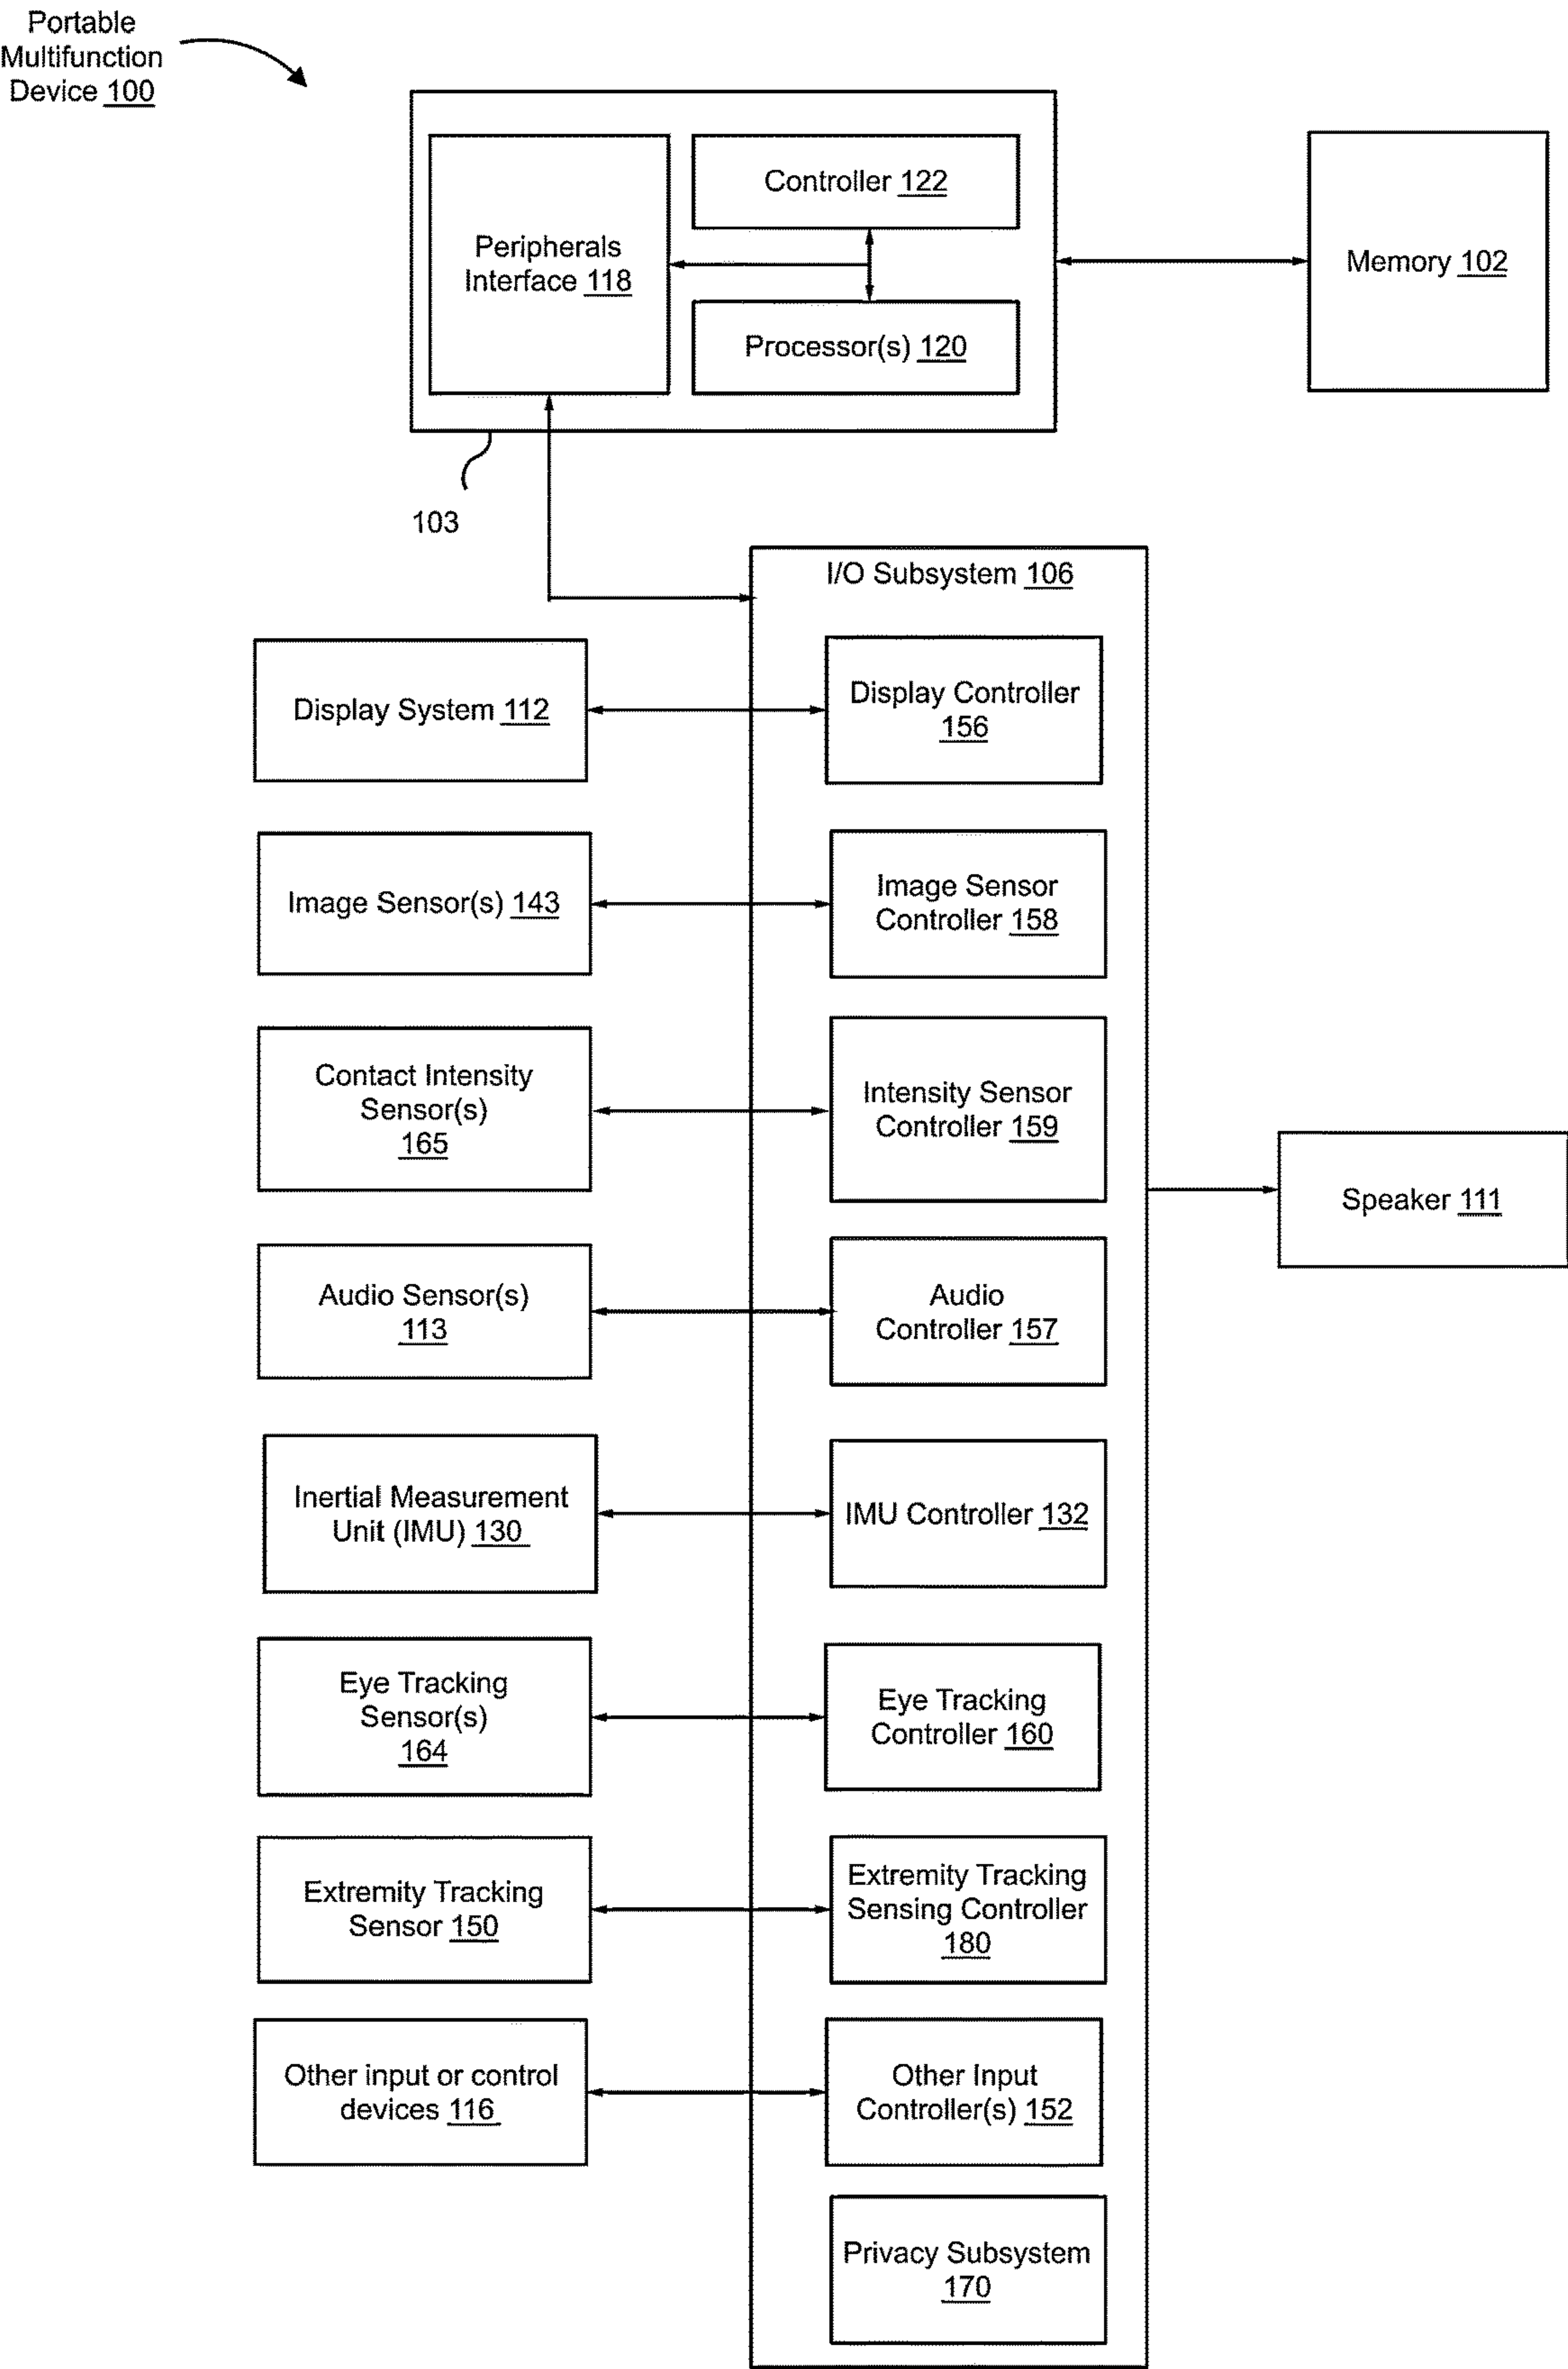 Portable
Multifunction
Device 100
Controller 122
Peripherals
Interface 118
Processor(s) 120
Memory 102
103
I/O Subsystem 106
Display System 112
Display Controller
156
Image Sensor(s) 143
Image Sensor
Controller 158
Contact Intensity
Sensor(s)
165
Intensity Sensor
Controller 159
Speaker 111
Audio Sensor(s)
113
Audio
Controller 157
Inertial Measurement
Unit (IMU) 130
IMU Controller 132
Eye Tracking
Sensor(s)
164
Eye Tracking
Controller 160
Extremity Tracking
Sensor 150
Extremity Tracking
Sensing Controller
180
Other input or control
devices 116
Other Input
Controller(s) 152
Privacy Subsystem
170